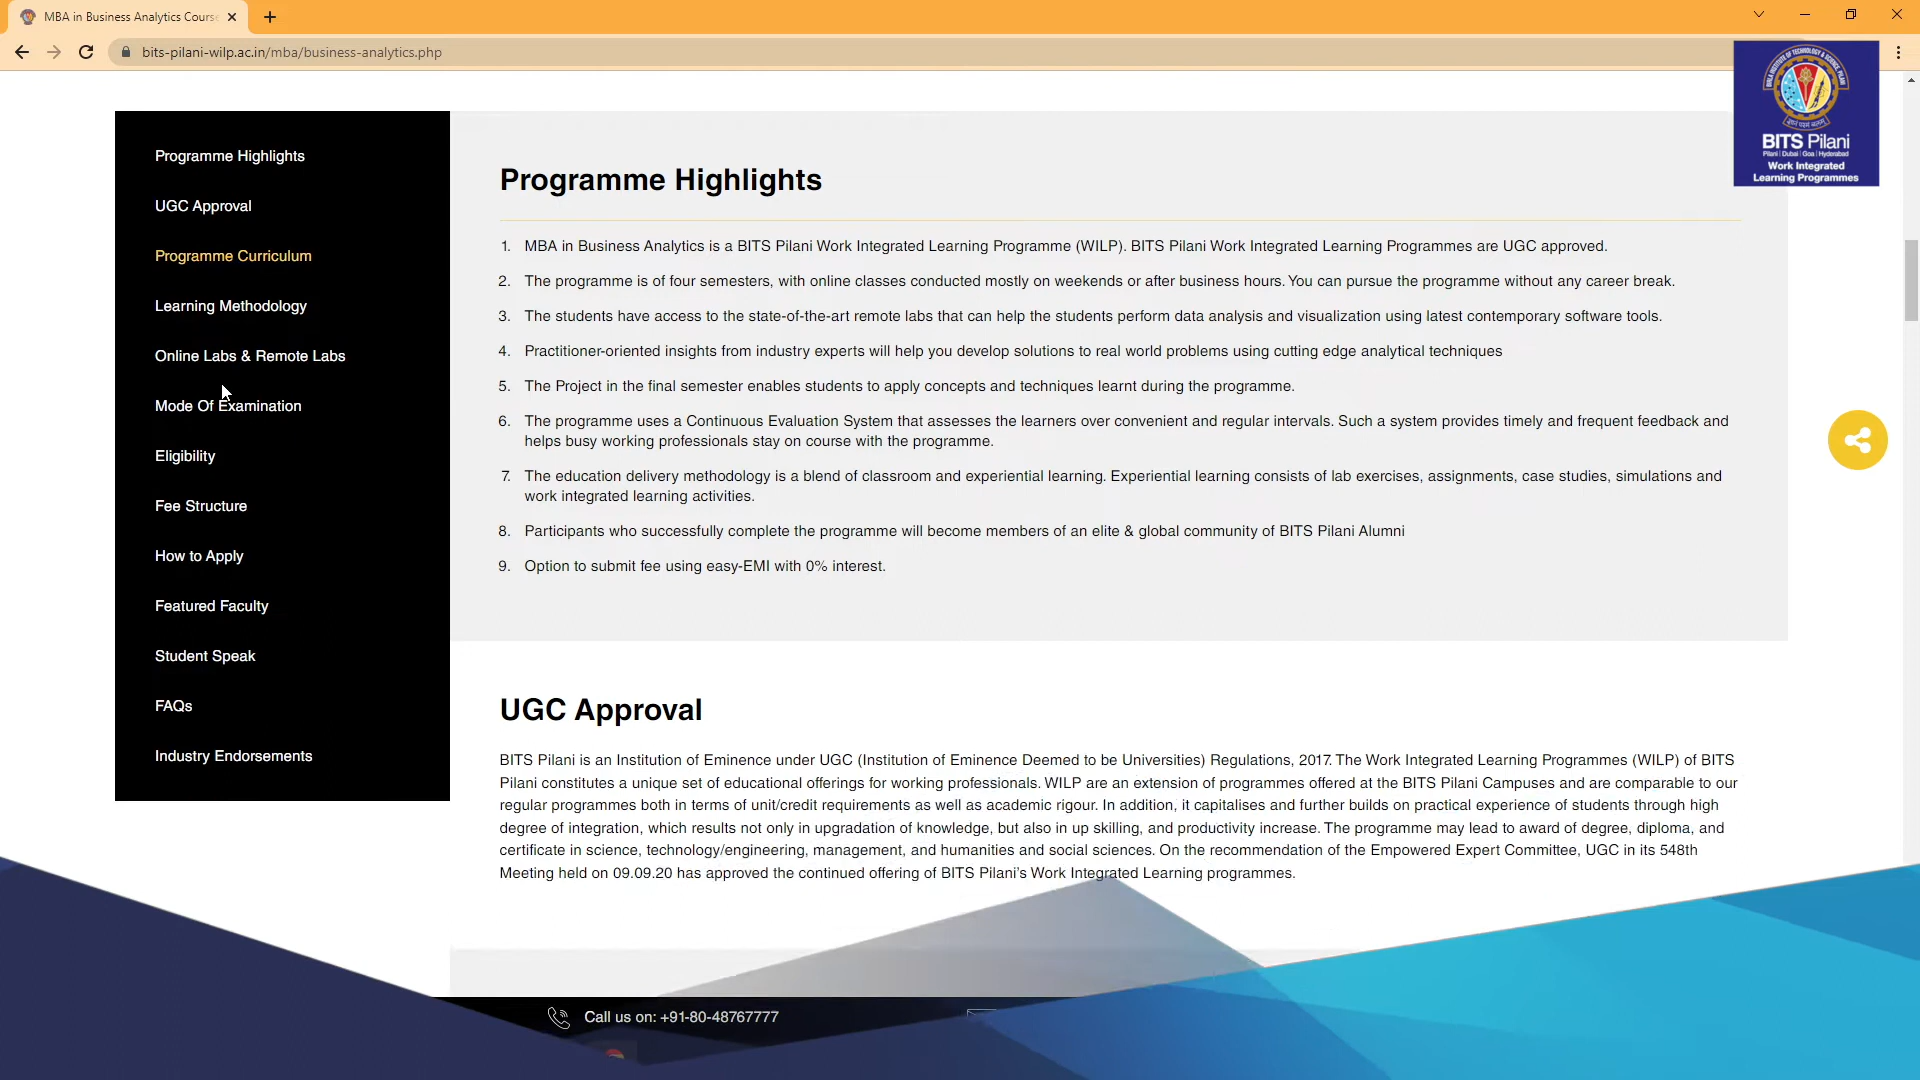 MBA in Business Analytics Cours
bits-pilani-wilp.ac.in/mba/business-analytics.php
BITS Pilani
Pilani | Dubai | Goa | Hyderabad
Work Integrated
Learning Programmes
Programme Highlights
UGC Approval
Programme Curriculum
Learning Methodology
Online Labs & Remote Labs
Mode Of Examination
Eligibility
Fee Structure
How to Apply
Featured Faculty
Student Speak
FAQs
Industry Endorsements
Programme Highlights
1. MBA in Business Analytics is a BITS Pilani Work Integrated Learning Programme (WILP). BITS Pilani Work Integrated Learning Programmes are UGC approved.
2. The programme is of four semesters, with online classes conducted mostly on weekends or after business hours. You can pursue the programme without any career break.
3. The students have access to the state-of-the-art remote labs that can help the students perform data analysis and visualization using latest contemporary software tools.
4. Practitioner-oriented insights from industry experts will help you develop solutions to real world problems using cutting edge analytical techniques
5. The Project in the final semester enables students to apply concepts and techniques learnt during the programme.
6. The programme uses a Continuous Evaluation System that assesses the learners over convenient and regular intervals. Such a system provides timely and frequent feedback and
helps busy working professionals stay on course with the programme.
7. The education delivery methodology is a blend of classroom and experiential learning. Experiential learning consists of lab exercises, assignments, case studies, simulations and
work integrated learning activities.
8. Participants who successfully complete the programme will become members of an elite & global community of BITS Pilani Alumni
9. Option to submit fee using easy-EMI with 0% interest.
UGC Approval
BITS Pilani is an Institution of Eminence under UGC (Institution of Eminence Deemed to be Universities) Regulations, 2017. The Work Integrated Learning Programmes (WILP) of BITS
Pilani constitutes a unique set of educational offerings for working professionals. WILP are an extension of programmes offered at the BITS Pilani Campuses and are comparable to our
regular programmes both in terms of unit/credit requirements as well as academic rigour. In addition, it capitalises and further builds on practical experience of students through high
degree of integration, which results not only in upgradation of knowledge, but also in up skilling, and productivity increase. The programme may lead to award of degree, diploma, and
certificate in science, technology/engineering, management, and humanities and social sciences. On the recommendation of the Empowered Expert Committee, UGC in its 548th
Meeting held on 09.09.20 has approved the continued offering of BITS Pilani's Work Integrated Learning programmes.
Call us on: +91-80-48767777